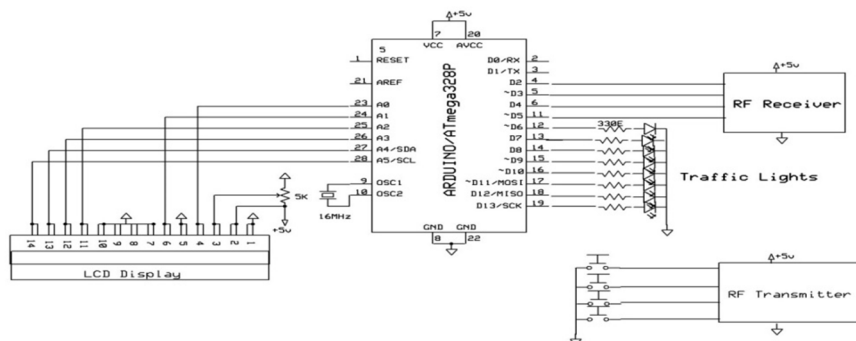 +5v
7 20
VCC AVCC
5
1 RESET
21 AREF
23 A0
24 A1
25 A2
26 A3
27 A4/SDA
28 A5/SCL
9 OSC1
10 OSC2
ARDUINO/ATmega328P
D0/RX 2
D1/TX 3
D2 4
~D3 5
D4 6
~D5 11
~D6 12
D7 13
D8 14
~D9 15
~D10 16
~D11/MOSI 17
D12/MISO 18
D13/SCK 19
GND GND
8 22
330E
+5v
RF Receiver
Traffic Lights
5K
+5v
16MHz
14 13 12 11 10 9 8 7 6 5 4 3 2 1
LCD Display
+5v
RF Transmitter